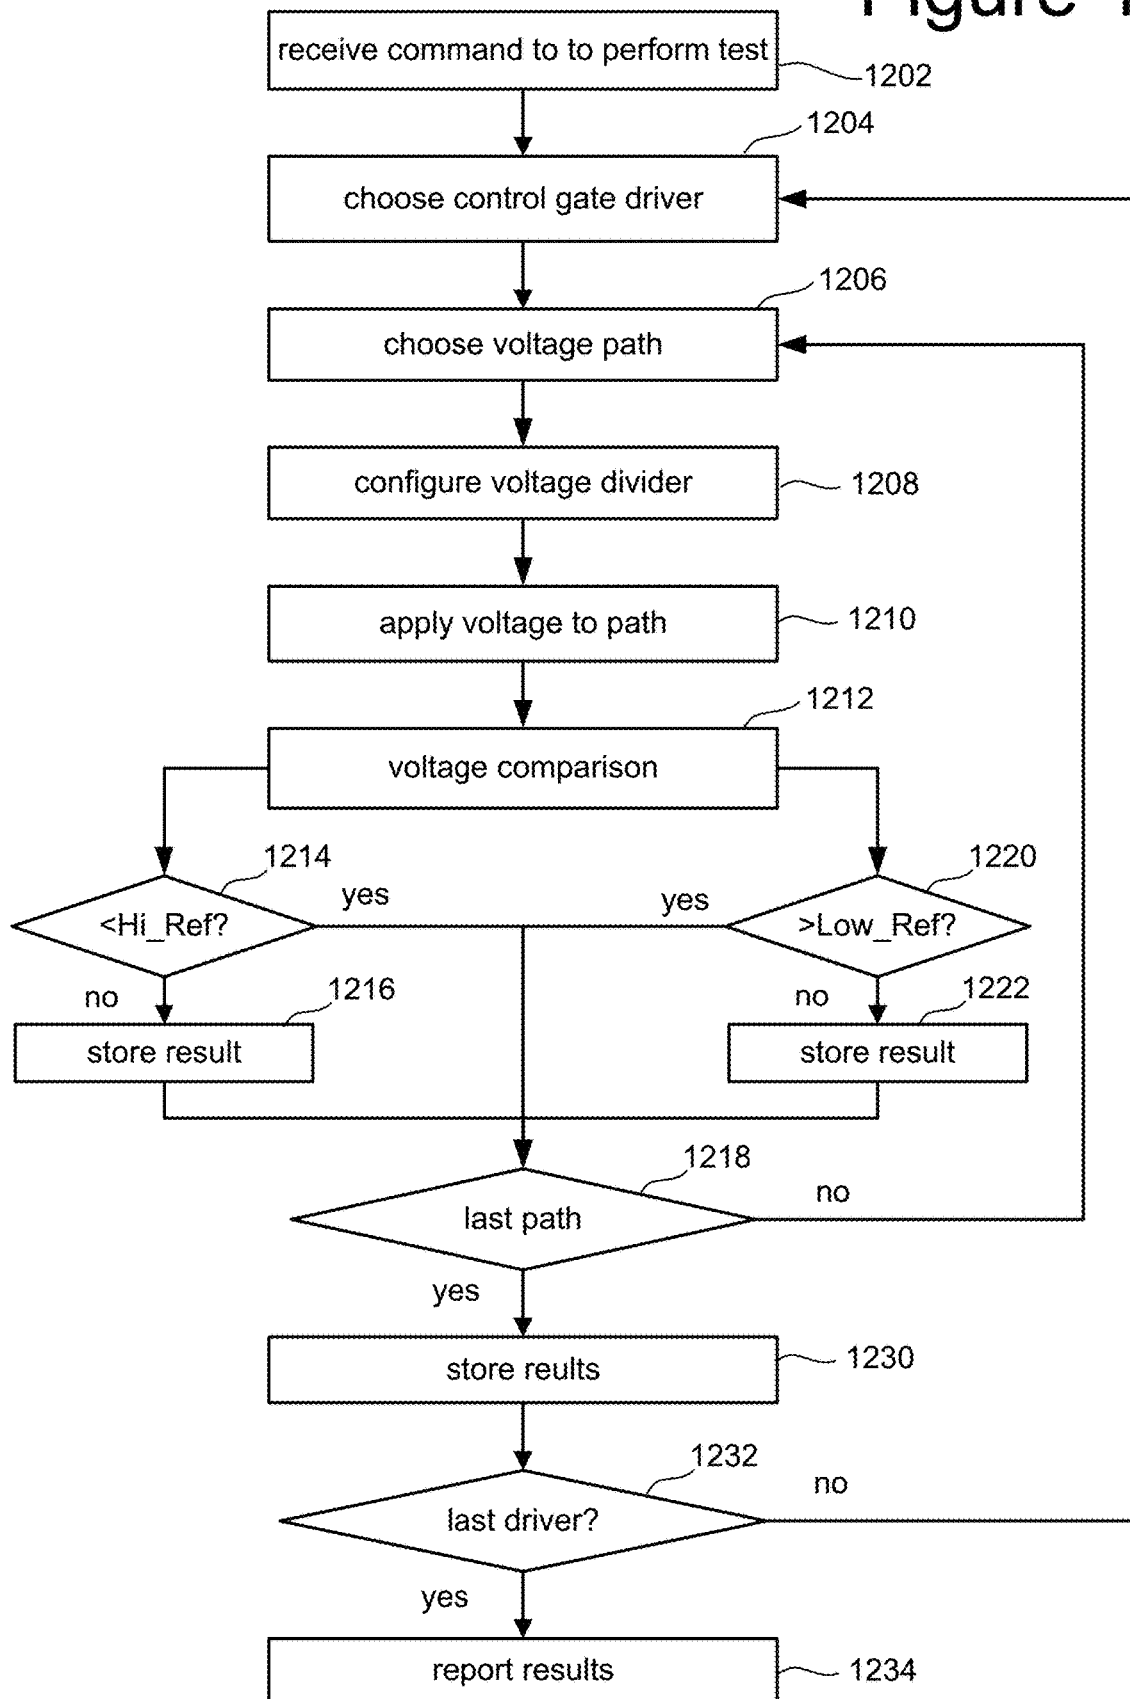 Figure 1
receive command to to perform test
1202
1204
choose control gate driver
1206
choose voltage path
configure voltage divider
1208
apply voltage to path
1210
1212
voltage comparison
1214
1220
yes
yes
<Hi_Ref?
>Low_Ref?
no
1216
no
1222
store result
store result
1218
last path
no
yes
store reults
1230
1232
no
last driver?
yes
report results
1234